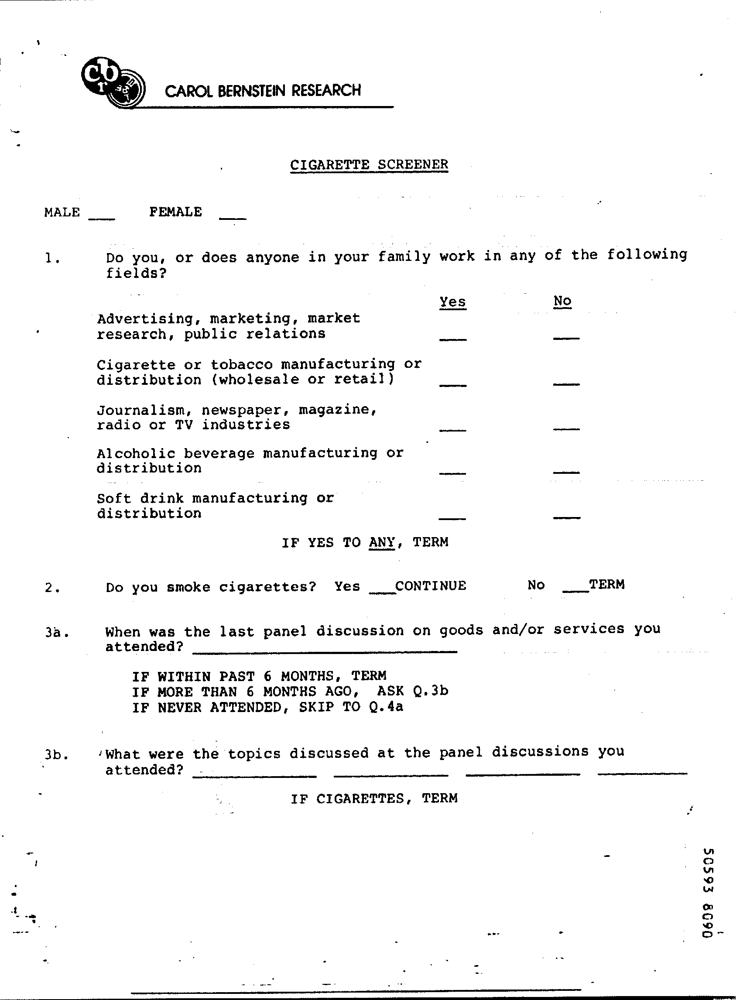 cb
r
CAROL BERNSTEIN RESEARCH
CIGARETTE SCREENER
MALE ___ FEMALE ___
1. Do you, or does anyone in your family work in any of the following
fields?
Yes No
Advertising, marketing, market
research, public relations ___ ___
Cigarette or tobacco manufacturing or
distribution (wholesale or retail) ___ ___
Journalism, newspaper, magazine,
radio or TV industries ___ ___
Alcoholic beverage manufacturing or
distribution ___ ___
Soft drink manufacturing or
distribution ___ ___
IF YES TO ANY, TERM
2. Do you smoke cigarettes? Yes ___CONTINUE No ___TERM
3a. When was the last panel discussion on goods and/or services you
attended? ___
IF WITHIN PAST 6 MONTHS, TERM
IF MORE THAN 6 MONTHS AGO, ASK Q.3b
IF NEVER ATTENDED, SKIP TO Q.4a
3b. What were the topics discussed at the panel discussions you
attended? ___ ___ ___ ___
IF CIGARETTES, TERM
50593 8090